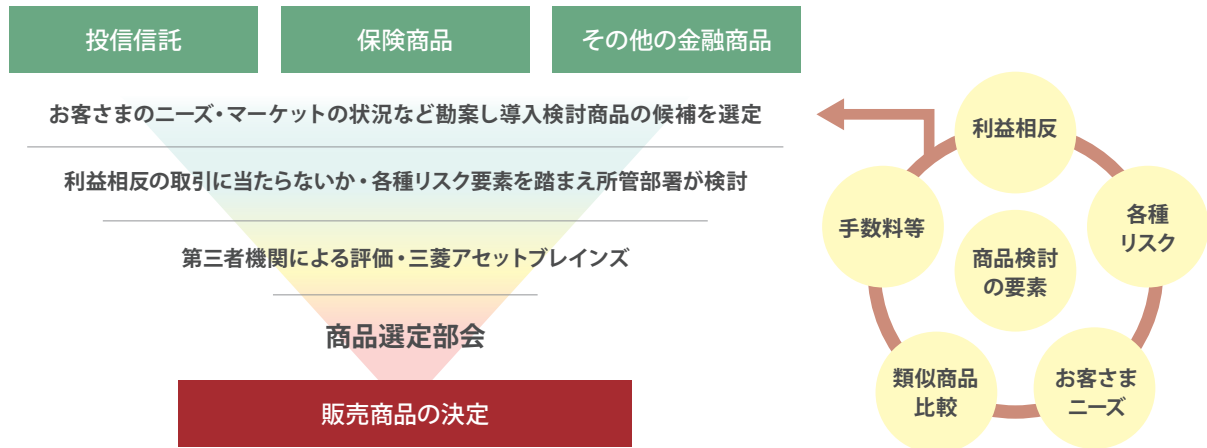 投信信託
保険商品
その他の金融商品
お客さまのニーズ・マーケットの状況など勘案し導入検討商品の候補を選定
利益相反の取引に当たらないか・各種リスク要素を踏まえ所管部署が検討
第三者機関による評価・三菱アセットブレインズ
商品選定部会
販売商品の決定
利益相反
手数料等
各種
リスク
商品検討
の要素
類似商品
比較
お客さま
ニーズ